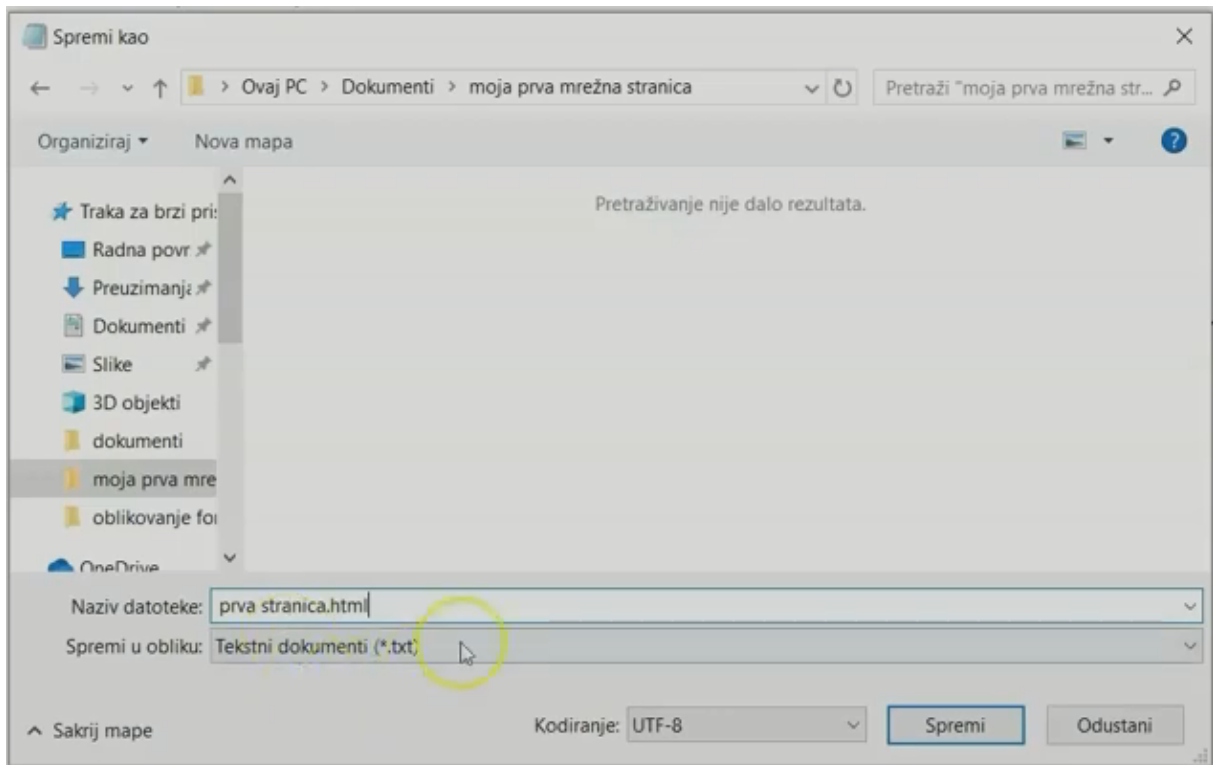 Spremi kao
Ovaj PC > Dokumenti > moja prva mrežna stranica
Pretraži "moja prva mrežna str...
Organiziraj
Nova mapa
Pretraživanje nije dalo rezultata.
Traka za brzi pri
Radna povr
Preuzimanja
Dokumenti
Slike
3D objekti
dokumenti
moja prva mre
oblikovanje for
OneDrive
Naziv datoteke: prva stranica.html
Spremi u obliku: Tekstni dokumenti (*.txt)
Sakrij mape
Kodiranje: UTF-8
Spremi
Odustani